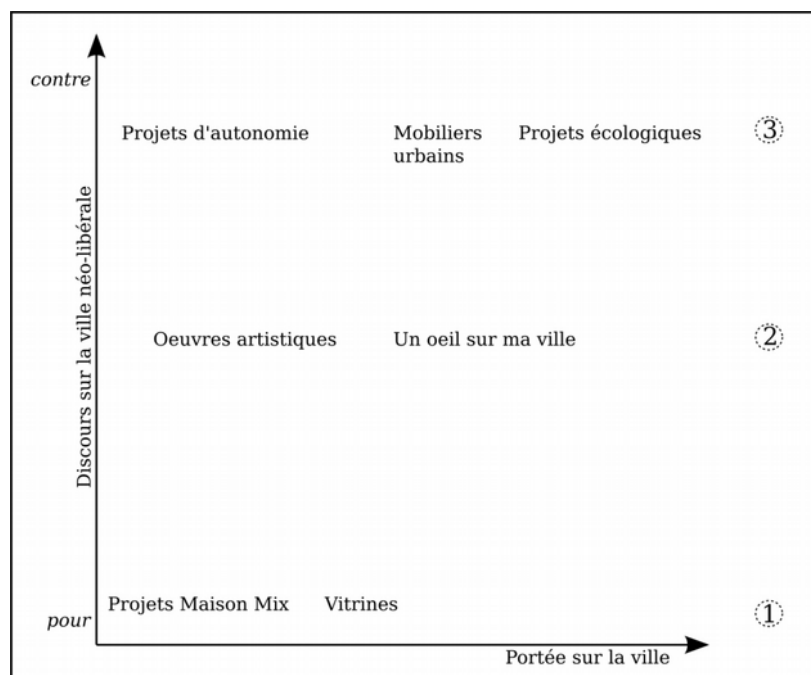 contre
Projets d'autonomie
Mobiliers
urbains
Projets écologiques
3
Discours sur la ville néo-libérale
Oeuvres artistiques
Un oeil sur ma ville
2
Projets Maison Mix
Vitrines
1
pour
Portée sur la ville